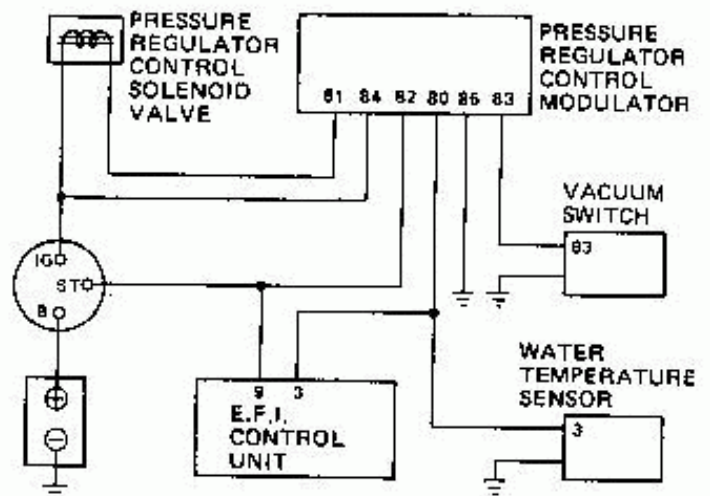 PRESSURE
REGULATOR
CONTROL
SOLENOID
VALVE
PRESSURE
REGULATOR
CONTROL
MODULATOR
81 84 82 80 86 83
VACUUM
SWITCH
83
IG
ST
B
9 3
E.F.I.
CONTROL
UNIT
WATER
TEMPERATURE
SENSOR
3
+
−